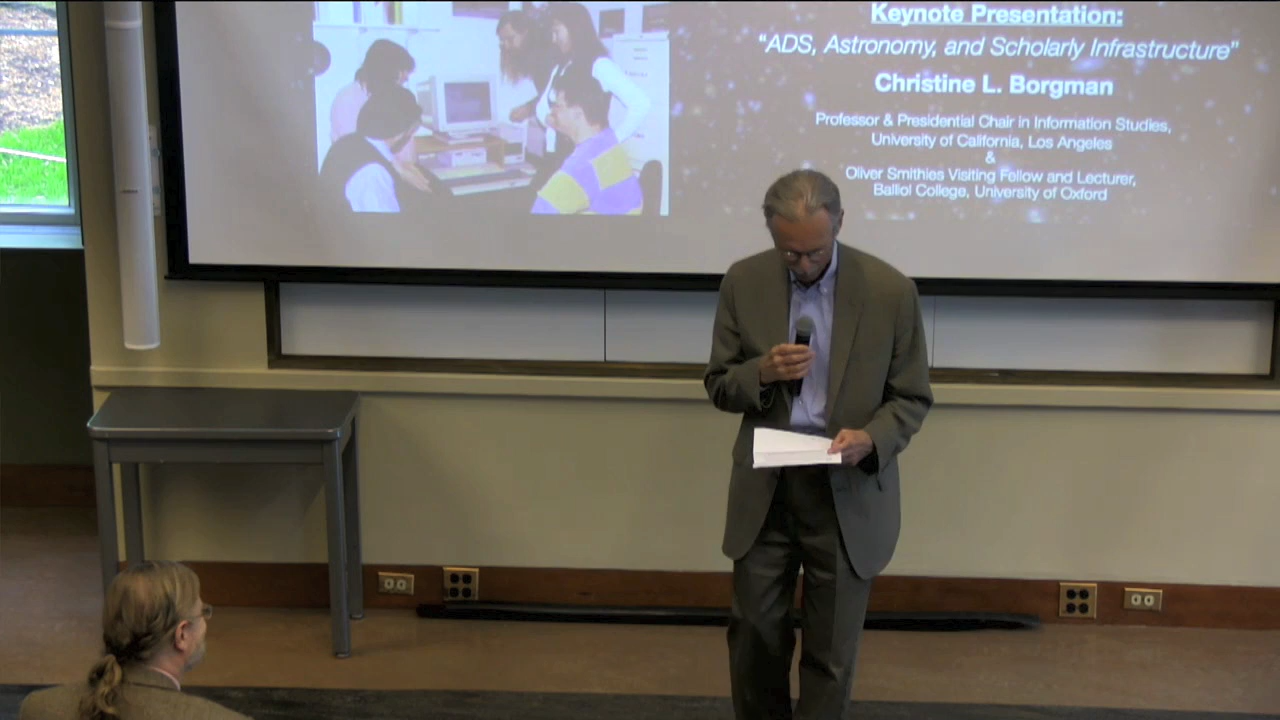 Keynote Presentation:
“ADS, Astronomy, and Scholarly Infrastructure”
Christine L. Borgman
Professor & Presidential Chair in Information Studies,
University of California, Los Angeles
&
Oliver Smithies Visiting Fellow and Lecturer,
Balliol College, University of Oxford